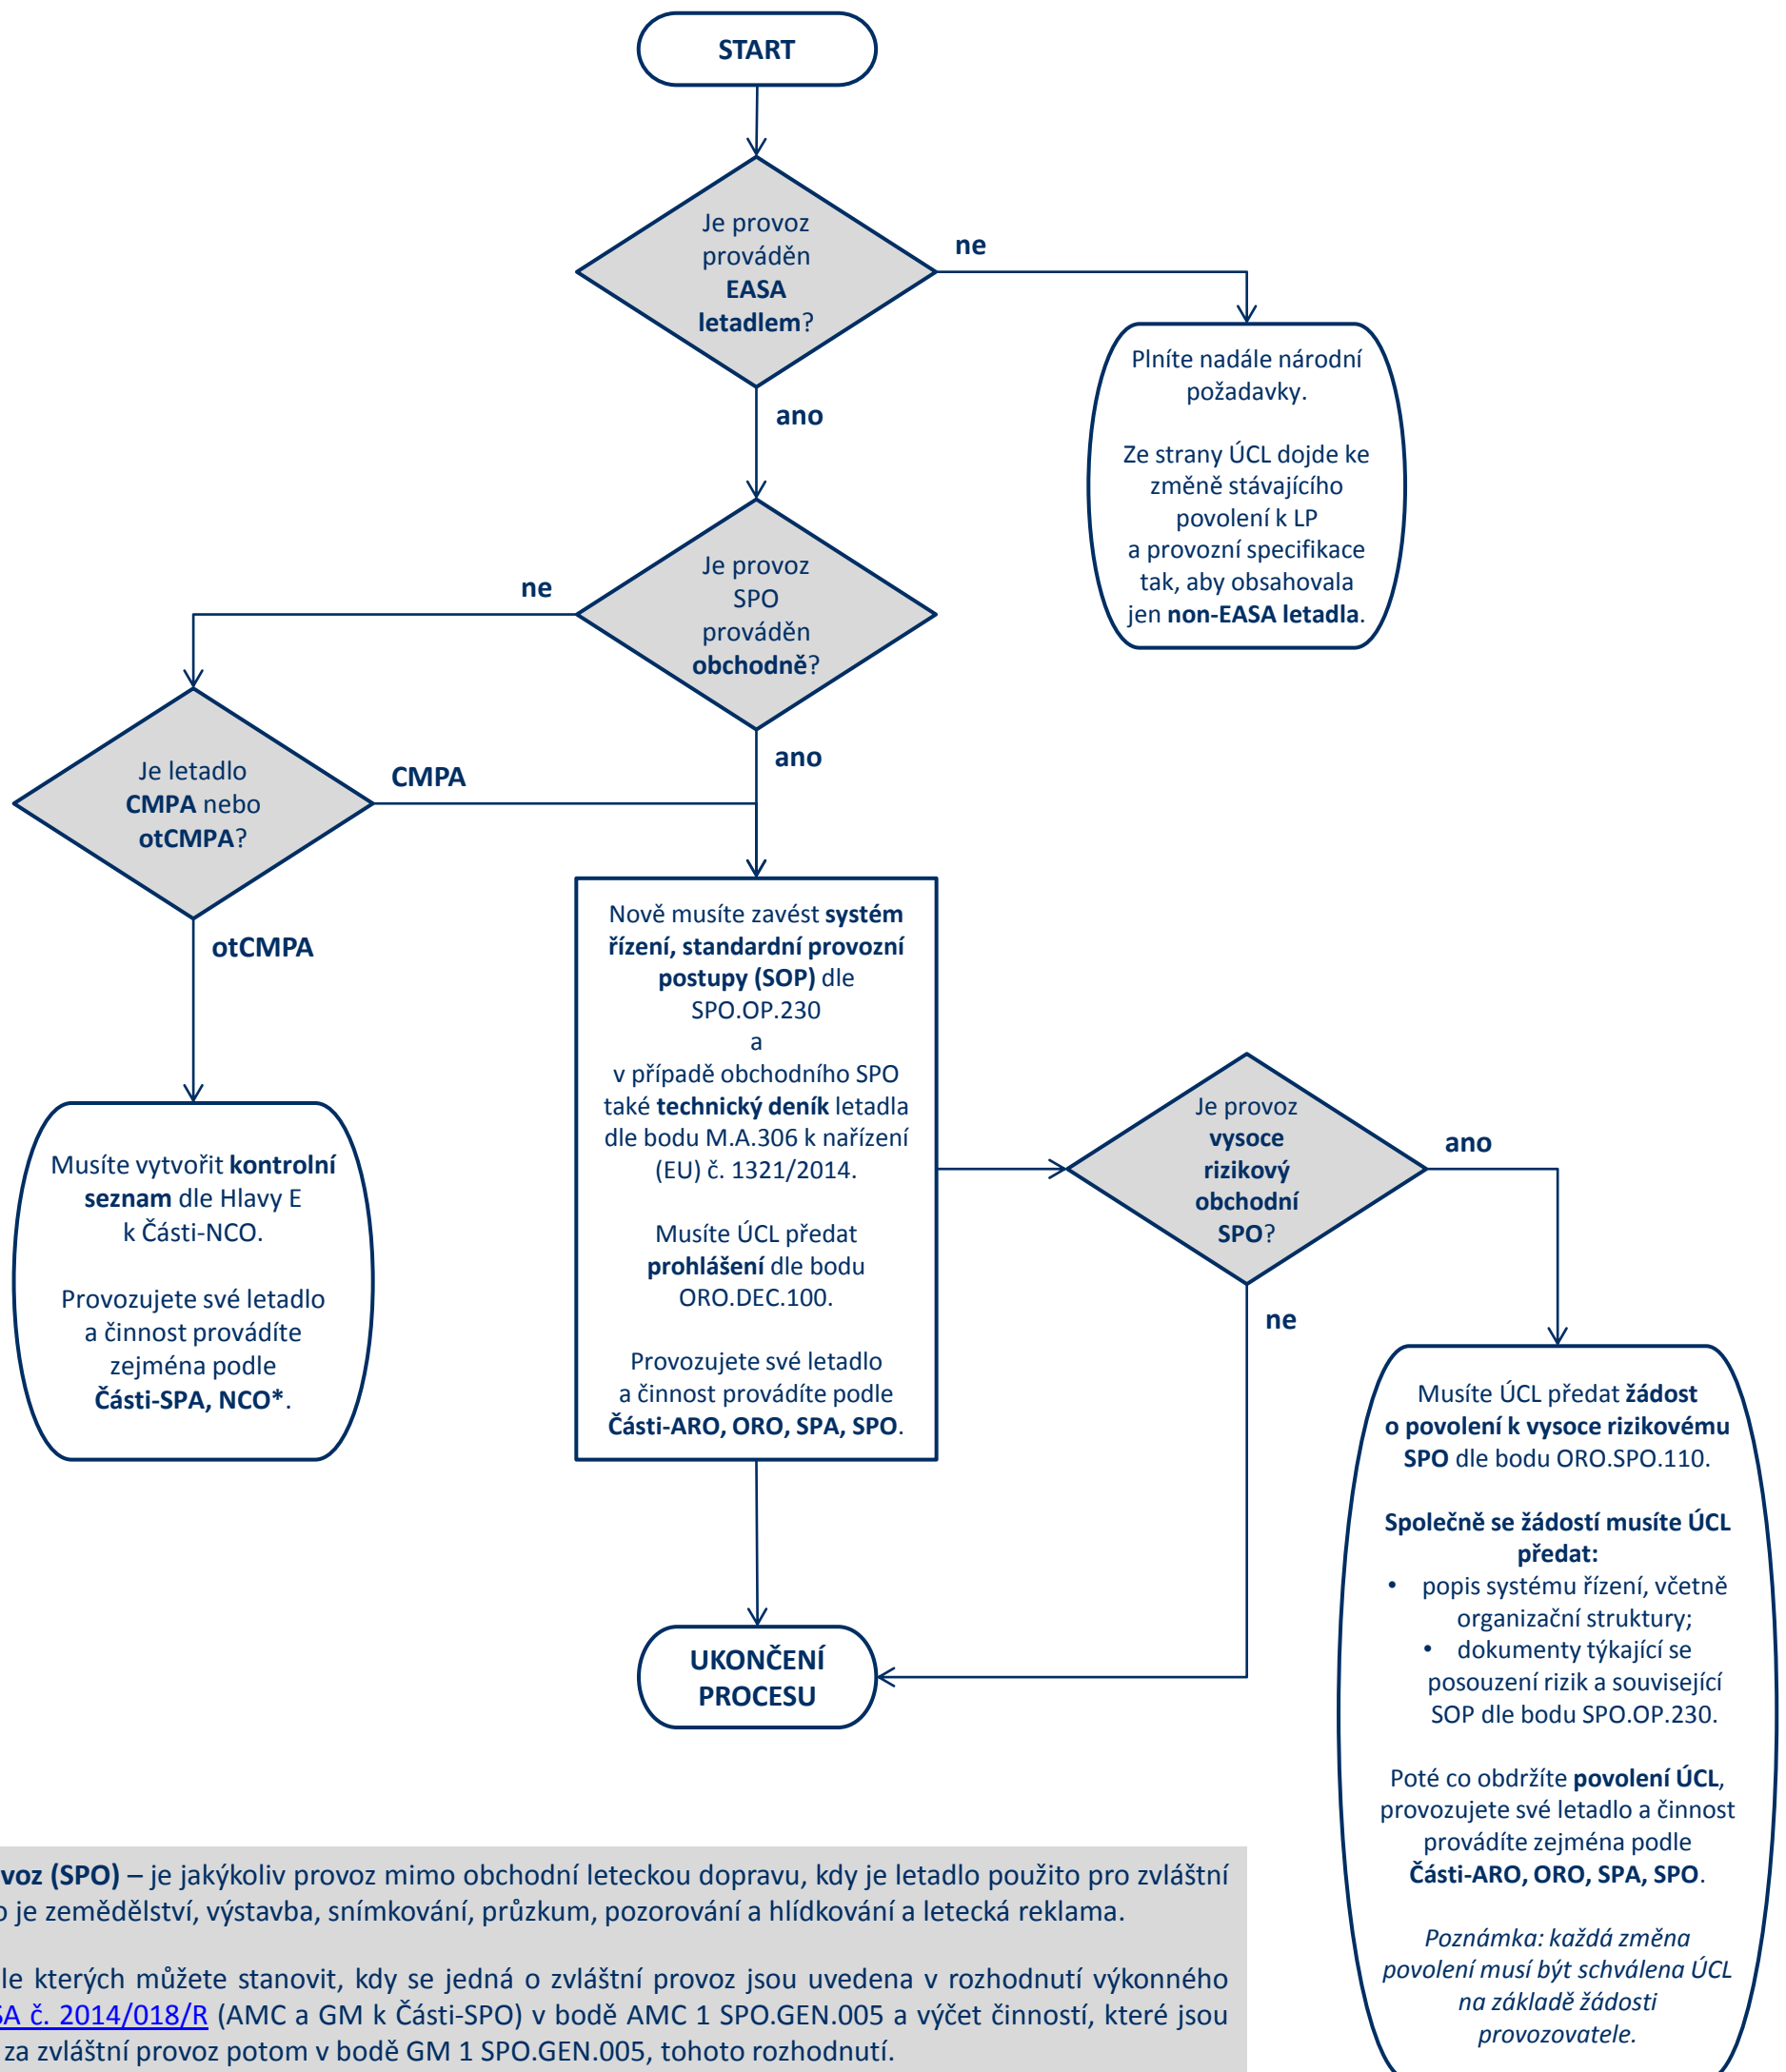 START
Je provoz
prováděn
EASA
letadlem?
ne
Plníte nadále národní
požadavky.
Ze strany ÚCL dojde ke
změně stávajícího
povolení k LP
a provozní specifikace
tak, aby obsahovala
jen non-EASA letadla.
ano
Je provoz
SPO
prováděn
obchodně?
ne
ano
Je letadlo
CMPA nebo
otCMPA?
CMPA
otCMPA
Musíte vytvořit kontrolní
seznam dle Hlavy E
k Části-NCO.
Provozujete své letadlo
a činnost provádíte
zejména podle
Části-SPA, NCO*.
Nově musíte zavést systém
řízení, standardní provozní
postupy (SOP) dle
SPO.OP.230
a
v případě obchodního SPO
také technický deník letadla
dle bodu M.A.306 k nařízení
(EU) č. 1321/2014.
Musíte ÚCL předat
prohlášení dle bodu
ORO.DEC.100.
Provozujete své letadlo
a činnost provádíte podle
Části-ARO, ORO, SPA, SPO.
Je provoz
vysoce
rizikový
obchodní
SPO?
ano
ne
Musíte ÚCL předat žádost
o povolení k vysoce rizikovému
SPO dle bodu ORO.SPO.110.
Společně se žádostí musíte ÚCL
předat:
• popis systému řízení, včetně
organizační struktury;
• dokumenty týkající se
posouzení rizik a související
SOP dle bodu SPO.OP.230.
Poté co obdržíte povolení ÚCL,
provozujete své letadlo a činnost
provádíte zejména podle
Části-ARO, ORO, SPA, SPO.
Poznámka: každá změna
povolení musí být schválena ÚCL
na základě žádosti
provozovatele.
UKONČENÍ
PROCESU
voz (SPO) – je jakýkoliv provoz mimo obchodní leteckou dopravu, kdy je letadlo použito pro zvláštní
o je zemědělství, výstavba, snímkování, průzkum, pozorování a hlídkování a letecká reklama.
le kterých můžete stanovit, kdy se jedná o zvláštní provoz jsou uvedena v rozhodnutí výkonného
SA č. 2014/018/R (AMC a GM k Části-SPO) v bodě AMC 1 SPO.GEN.005 a výčet činností, které jsou
za zvláštní provoz potom v bodě GM 1 SPO.GEN.005, tohoto rozhodnutí.